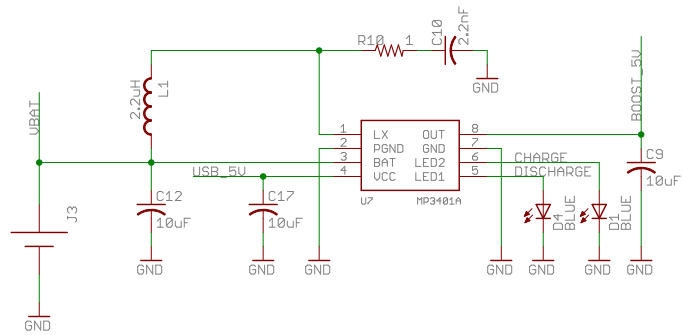 R10 1 C10 2.2nF
GND
VBAT
2.2uH L1
BOOST_5V
1 LX OUT 8
2 PGND GND 7
3 BAT LED2 6 CHARGE
USB_5V 4 VCC LED1 5 DISCHARGE
U7 MP3401A
C9
10uF
C12
10uF
C17
10uF
J3
D4
BLUE
D1
BLUE
GND
GND
GND
GND
GND
GND
GND
GND